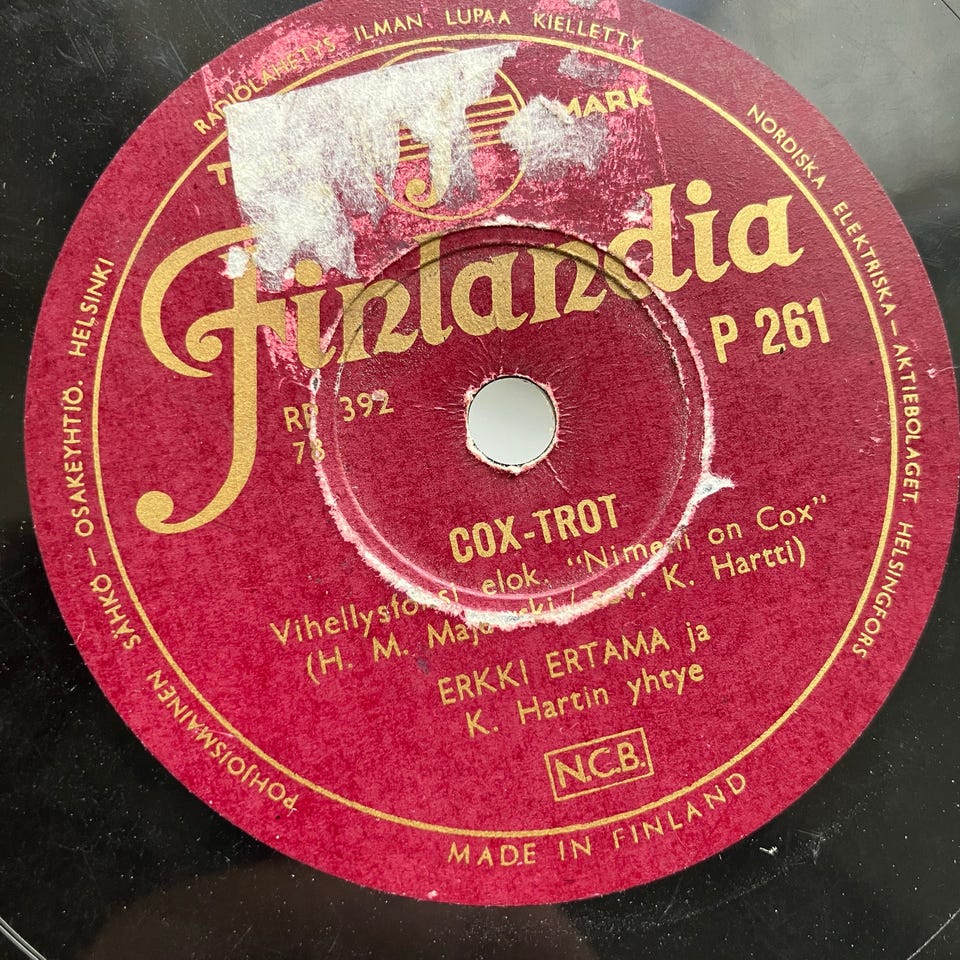 RADIOLÄHETYS ILMAN LUPAA KIELLETTY
MARK
Finlandia
P 261
RP 392
78
COX-TROT
elok. "Nimeni on Cox"
(H. M. / K. Hartti)
ERKKI ERTAMA ja
K. Hartin yhtye
N.C.B.
MADE IN FINLAND
POHJOISMAINEN SÄHKÖ – OSAKEYHTIÖ. HELSINKI
NORDISKA ELEKTRISKA – AKTIEBOLAGET HELSINGFORS